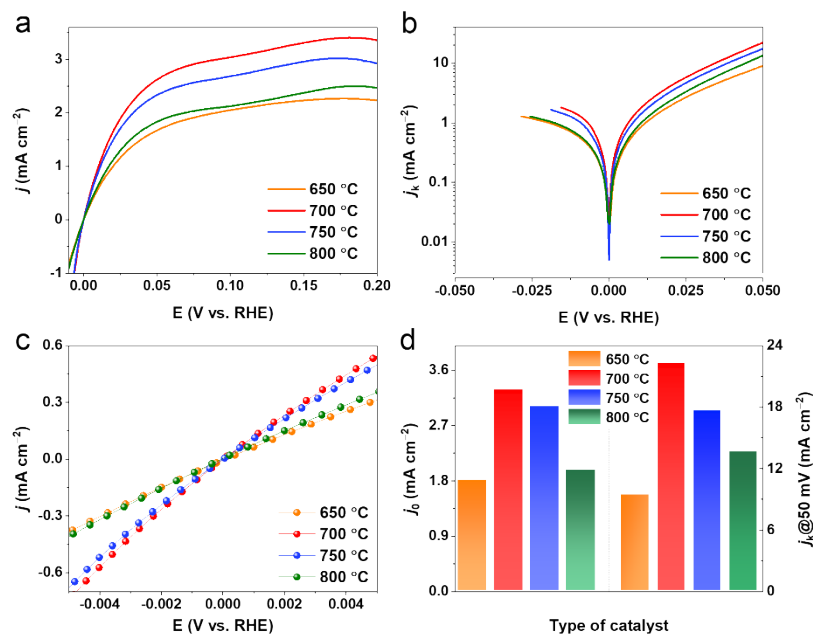 a
j (mA cm⁻²)
3
2
1
0
-1
650 °C
700 °C
750 °C
800 °C
0.00 0.05 0.10 0.15 0.20
E (V vs. RHE)
b
jₖ (mA cm⁻²)
10
1
0.1
0.01
650 °C
700 °C
750 °C
800 °C
-0.050 -0.025 0.000 0.025 0.050
E (V vs. RHE)
c
j (mA cm⁻²)
0.6
0.3
0.0
-0.3
-0.6
650 °C
700 °C
750 °C
800 °C
-0.004 -0.002 0.000 0.002 0.004
E (V vs. RHE)
d
j₀ (mA cm⁻²)
3.6
2.7
1.8
0.9
0.0
650 °C
700 °C
750 °C
800 °C
24
18
12
6
0
jₖ@50 mV (mA cm⁻²)
Type of catalyst